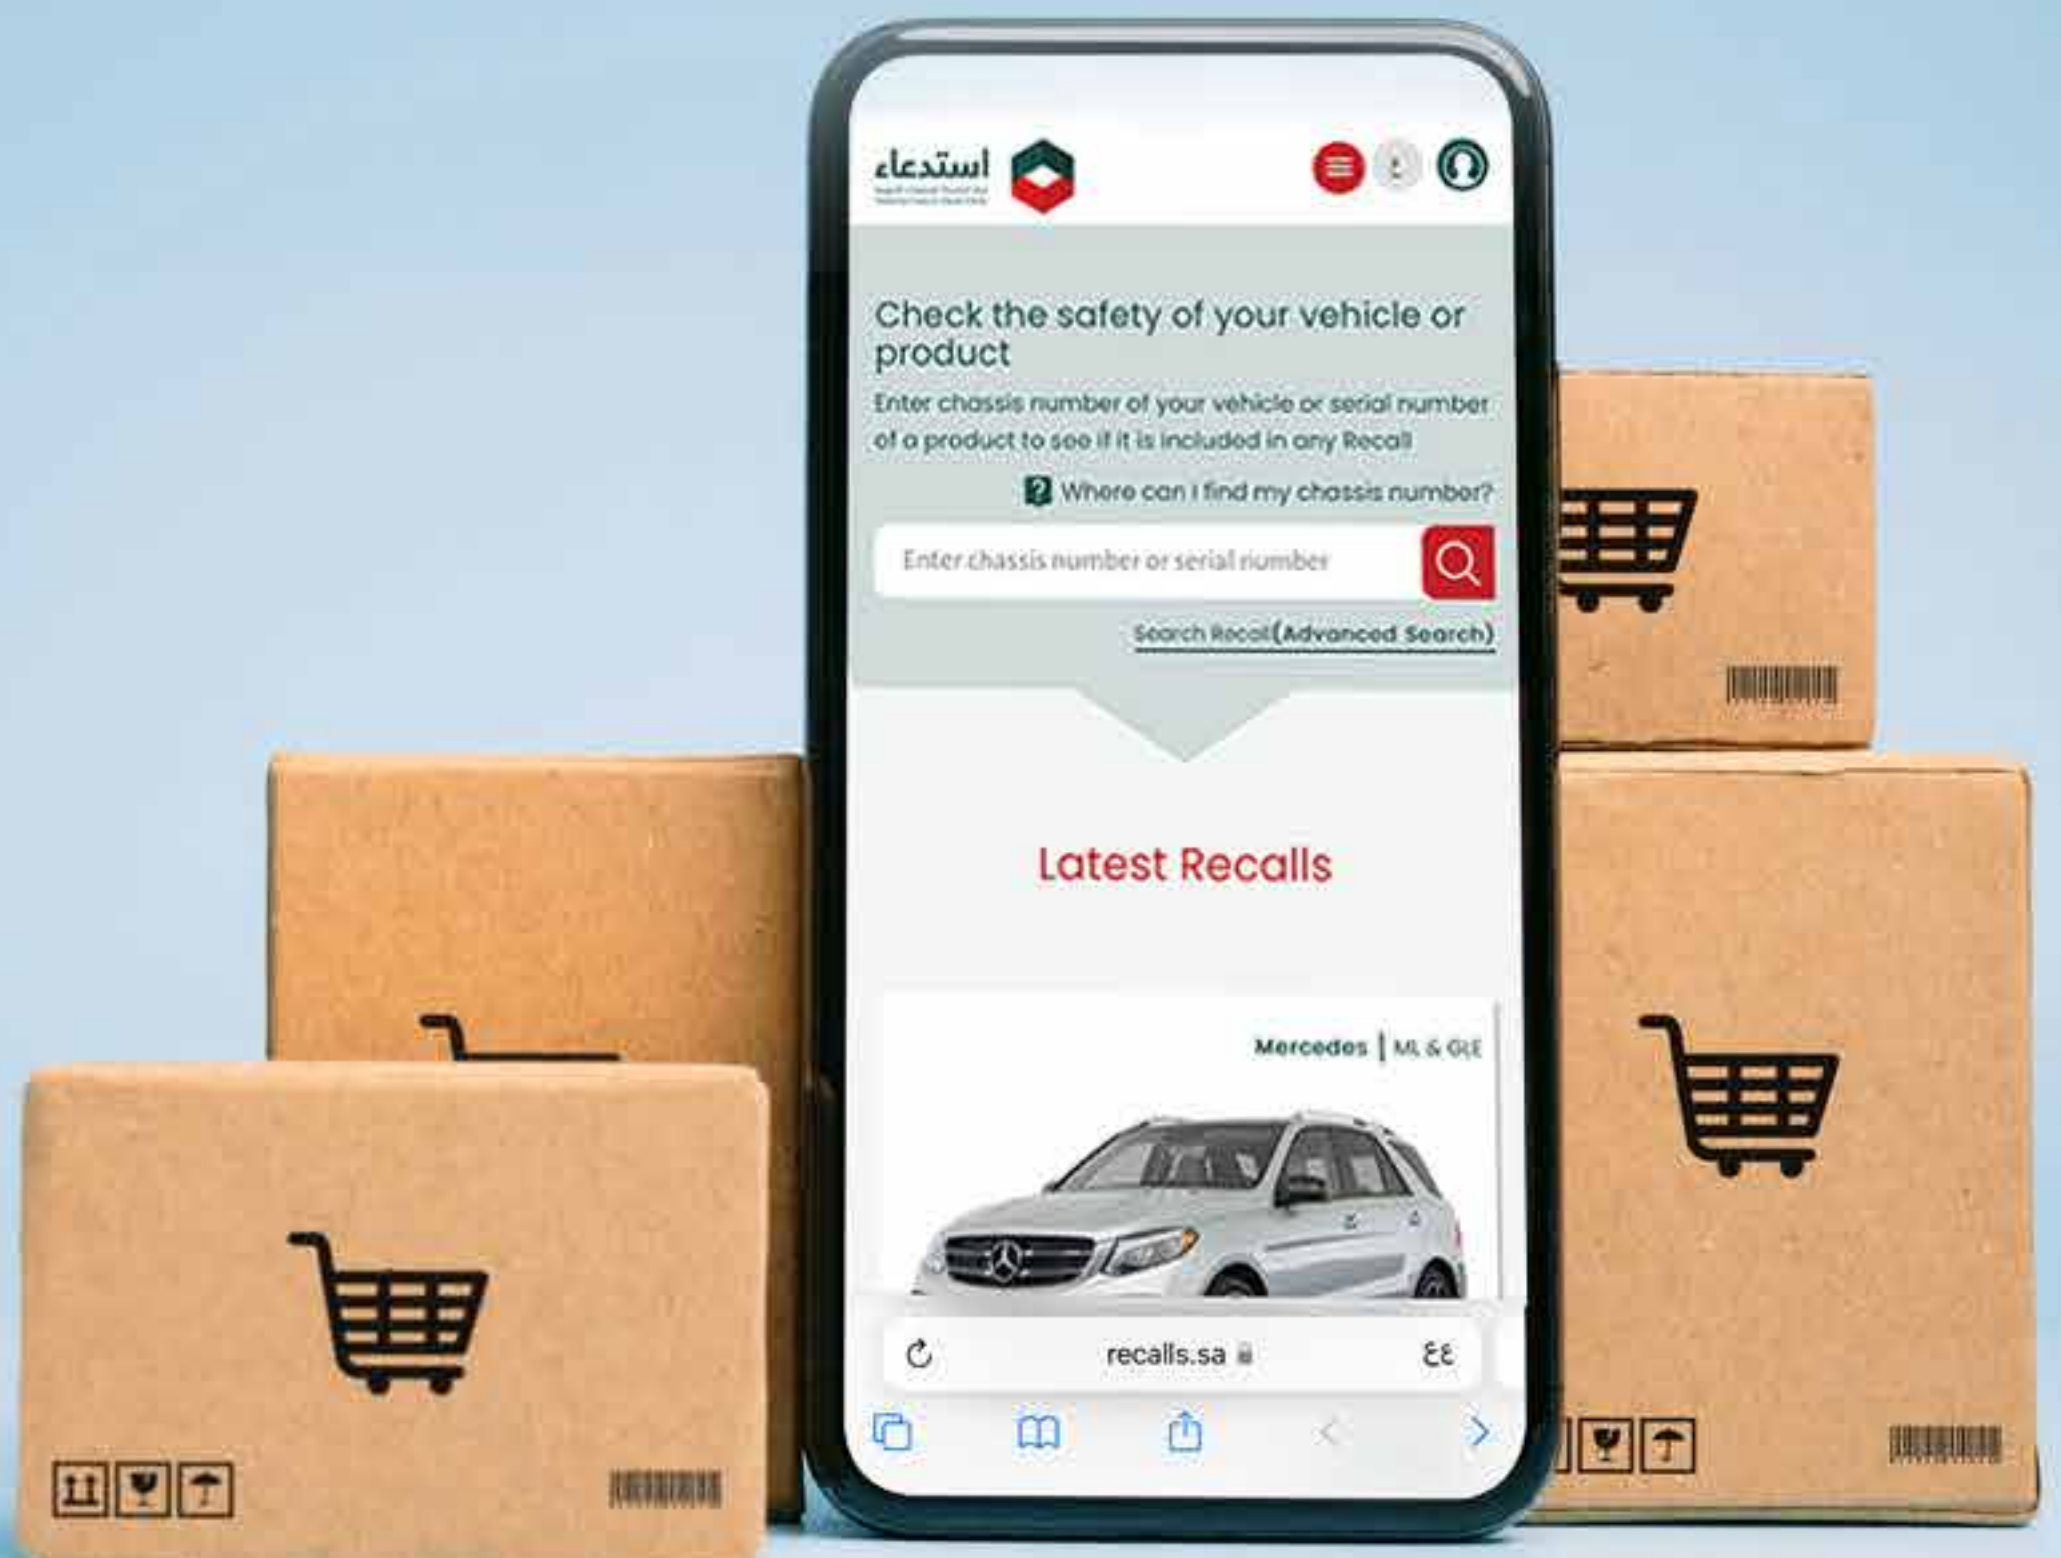 استدعاء
Check the safety of your vehicle or
product
Enter chassis number of your vehicle or serial number
of a product to see if it is included in any Recall
? Where can I find my chassis number?
Enter chassis number or serial number
Search Recall(Advanced Search)
Latest Recalls
Mercedes | ML & GLE
recalls.sa
عع